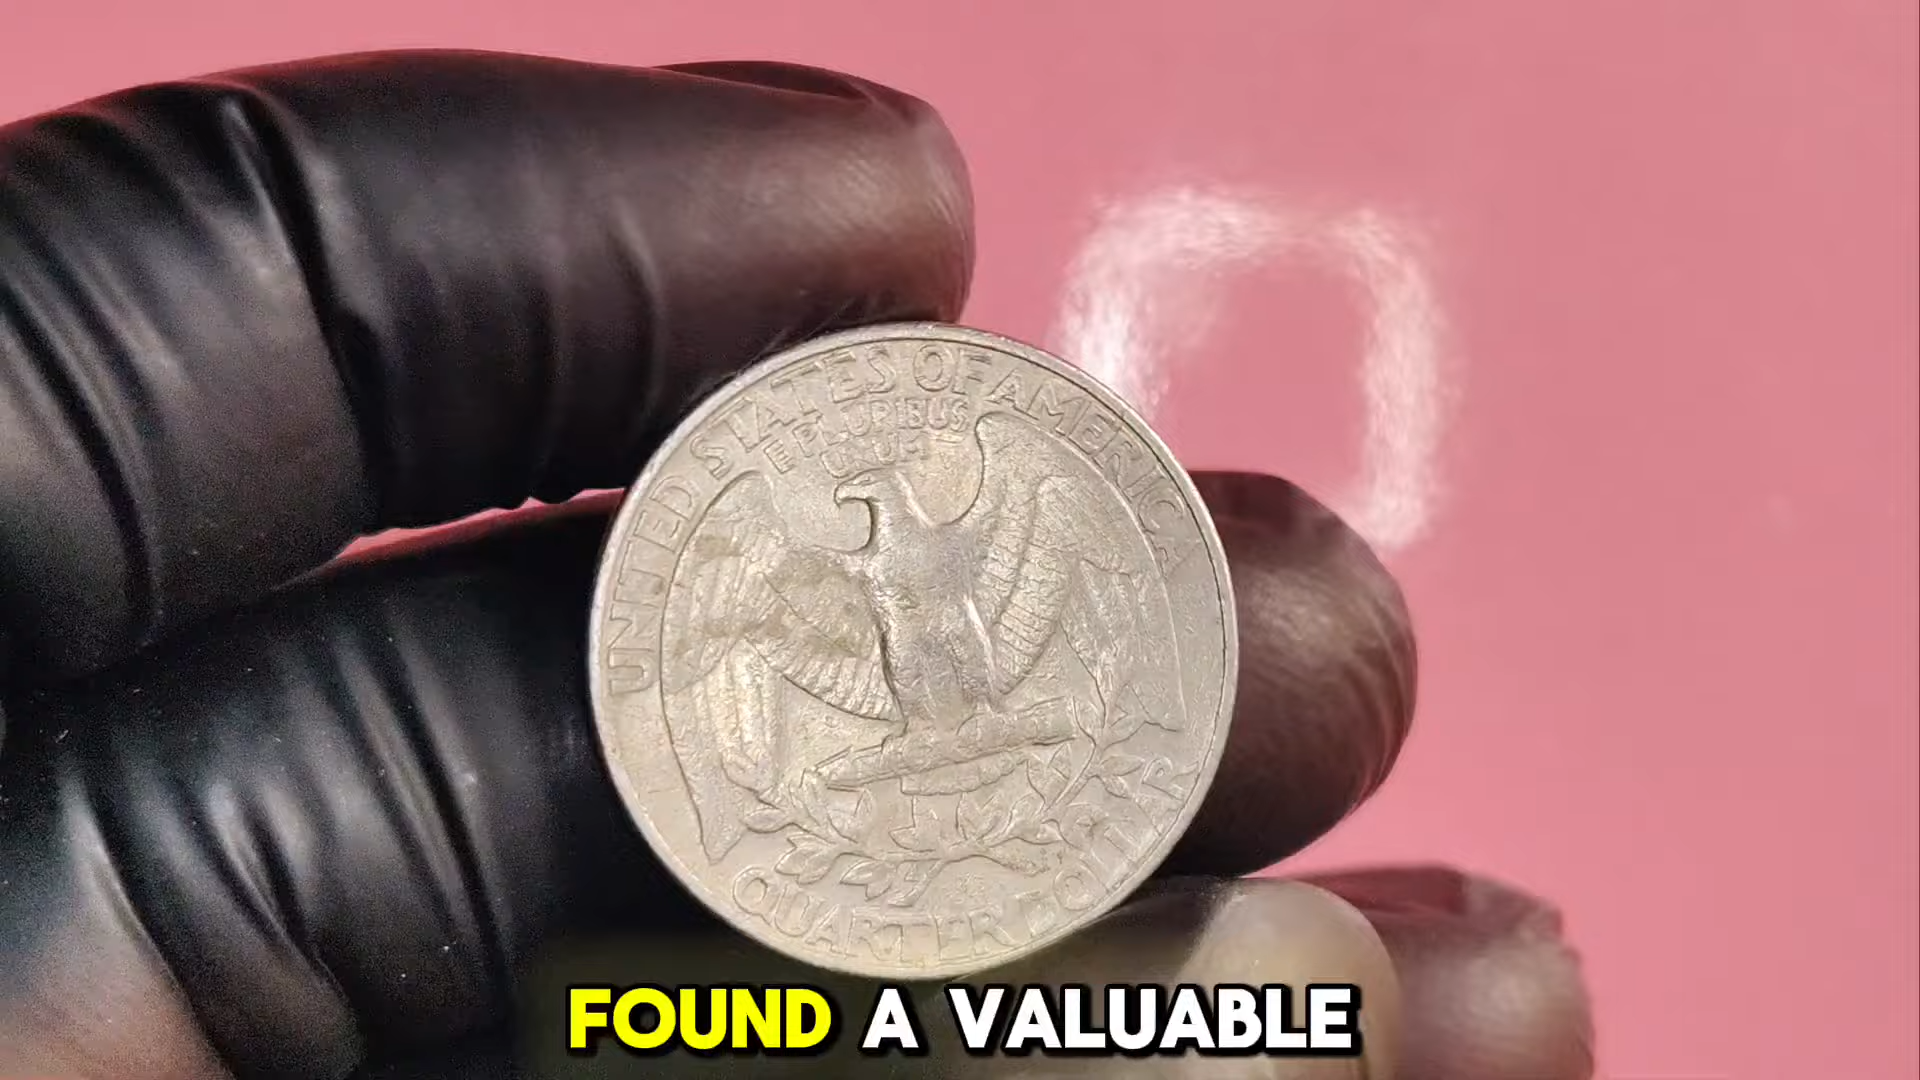 UNITED STATES OF AMERICA
E PLURIBUS
UNUM
QUARTER DOLLAR
FOUND A VALUABLE